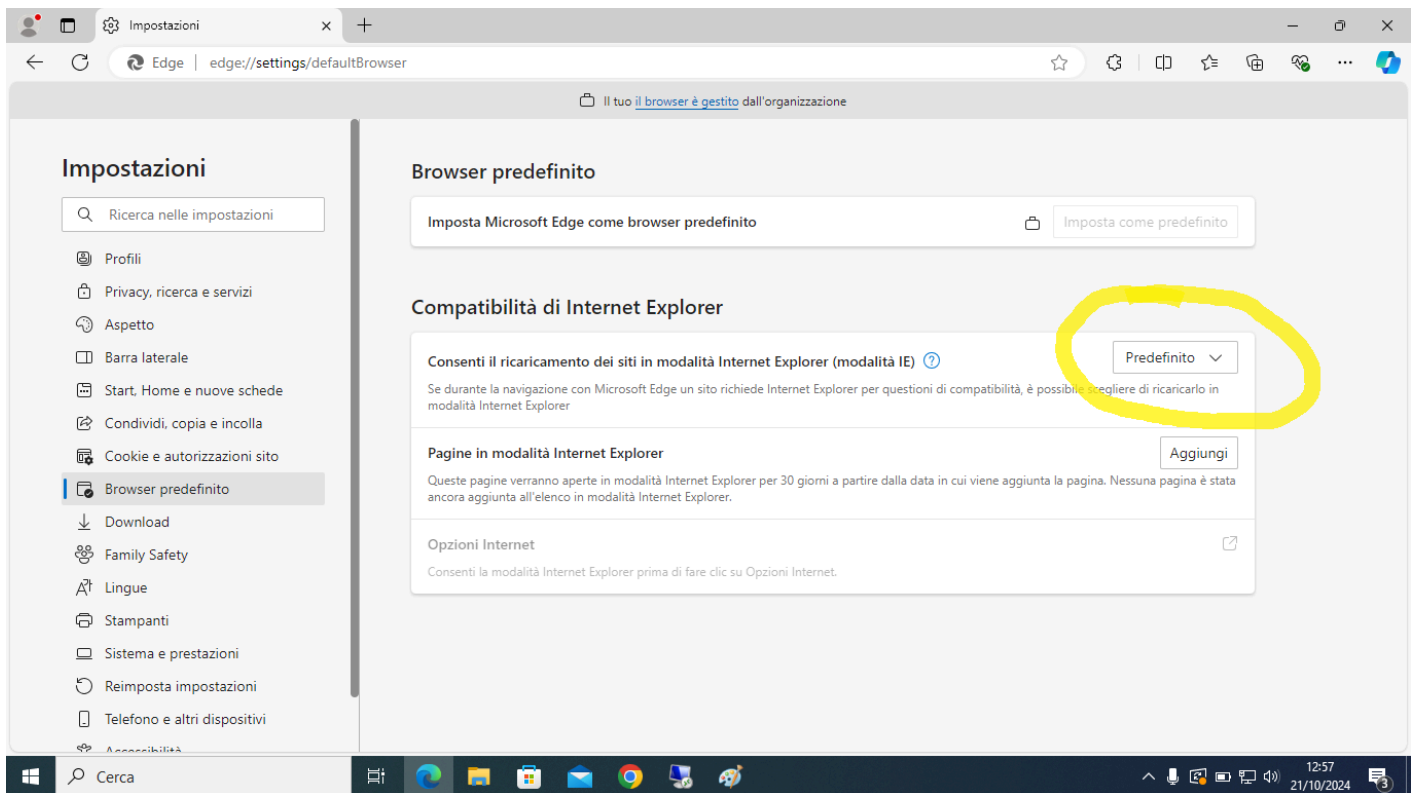 Impostazioni
Edge | edge://settings/defaultBrowser
Il tuo il browser è gestito dall'organizzazione
Impostazioni
Ricerca nelle impostazioni
Profili
Privacy, ricerca e servizi
Aspetto
Barra laterale
Start, Home e nuove schede
Condividi, copia e incolla
Cookie e autorizzazioni sito
Browser predefinito
Download
Family Safety
Lingue
Stampanti
Sistema e prestazioni
Reimposta impostazioni
Telefono e altri dispositivi
Accessibilità
Browser predefinito
Imposta Microsoft Edge come browser predefinito
Imposta come predefinito
Compatibilità di Internet Explorer
Consenti il ricaricamento dei siti in modalità Internet Explorer (modalità IE)
Predefinito
Se durante la navigazione con Microsoft Edge un sito richiede Internet Explorer per questioni di compatibilità, è possibile scegliere di ricaricarlo in
modalità Internet Explorer
Pagine in modalità Internet Explorer
Aggiungi
Queste pagine verranno aperte in modalità Internet Explorer per 30 giorni a partire dalla data in cui viene aggiunta la pagina. Nessuna pagina è stata
ancora aggiunta all'elenco in modalità Internet Explorer.
Opzioni Internet
Consenti la modalità Internet Explorer prima di fare clic su Opzioni Internet.
Cerca
12:57
21/10/2024
3